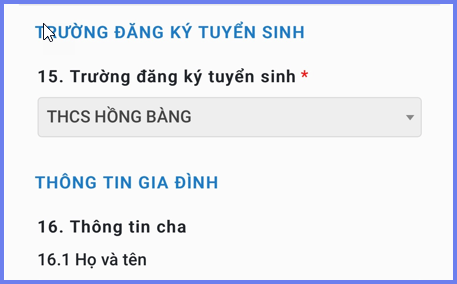 TRƯỜNG ĐĂNG KÝ TUYỂN SINH
15. Trường đăng ký tuyển sinh *
THCS HỒNG BÀNG
THÔNG TIN GIA ĐÌNH
16. Thông tin cha
16.1 Họ và tên